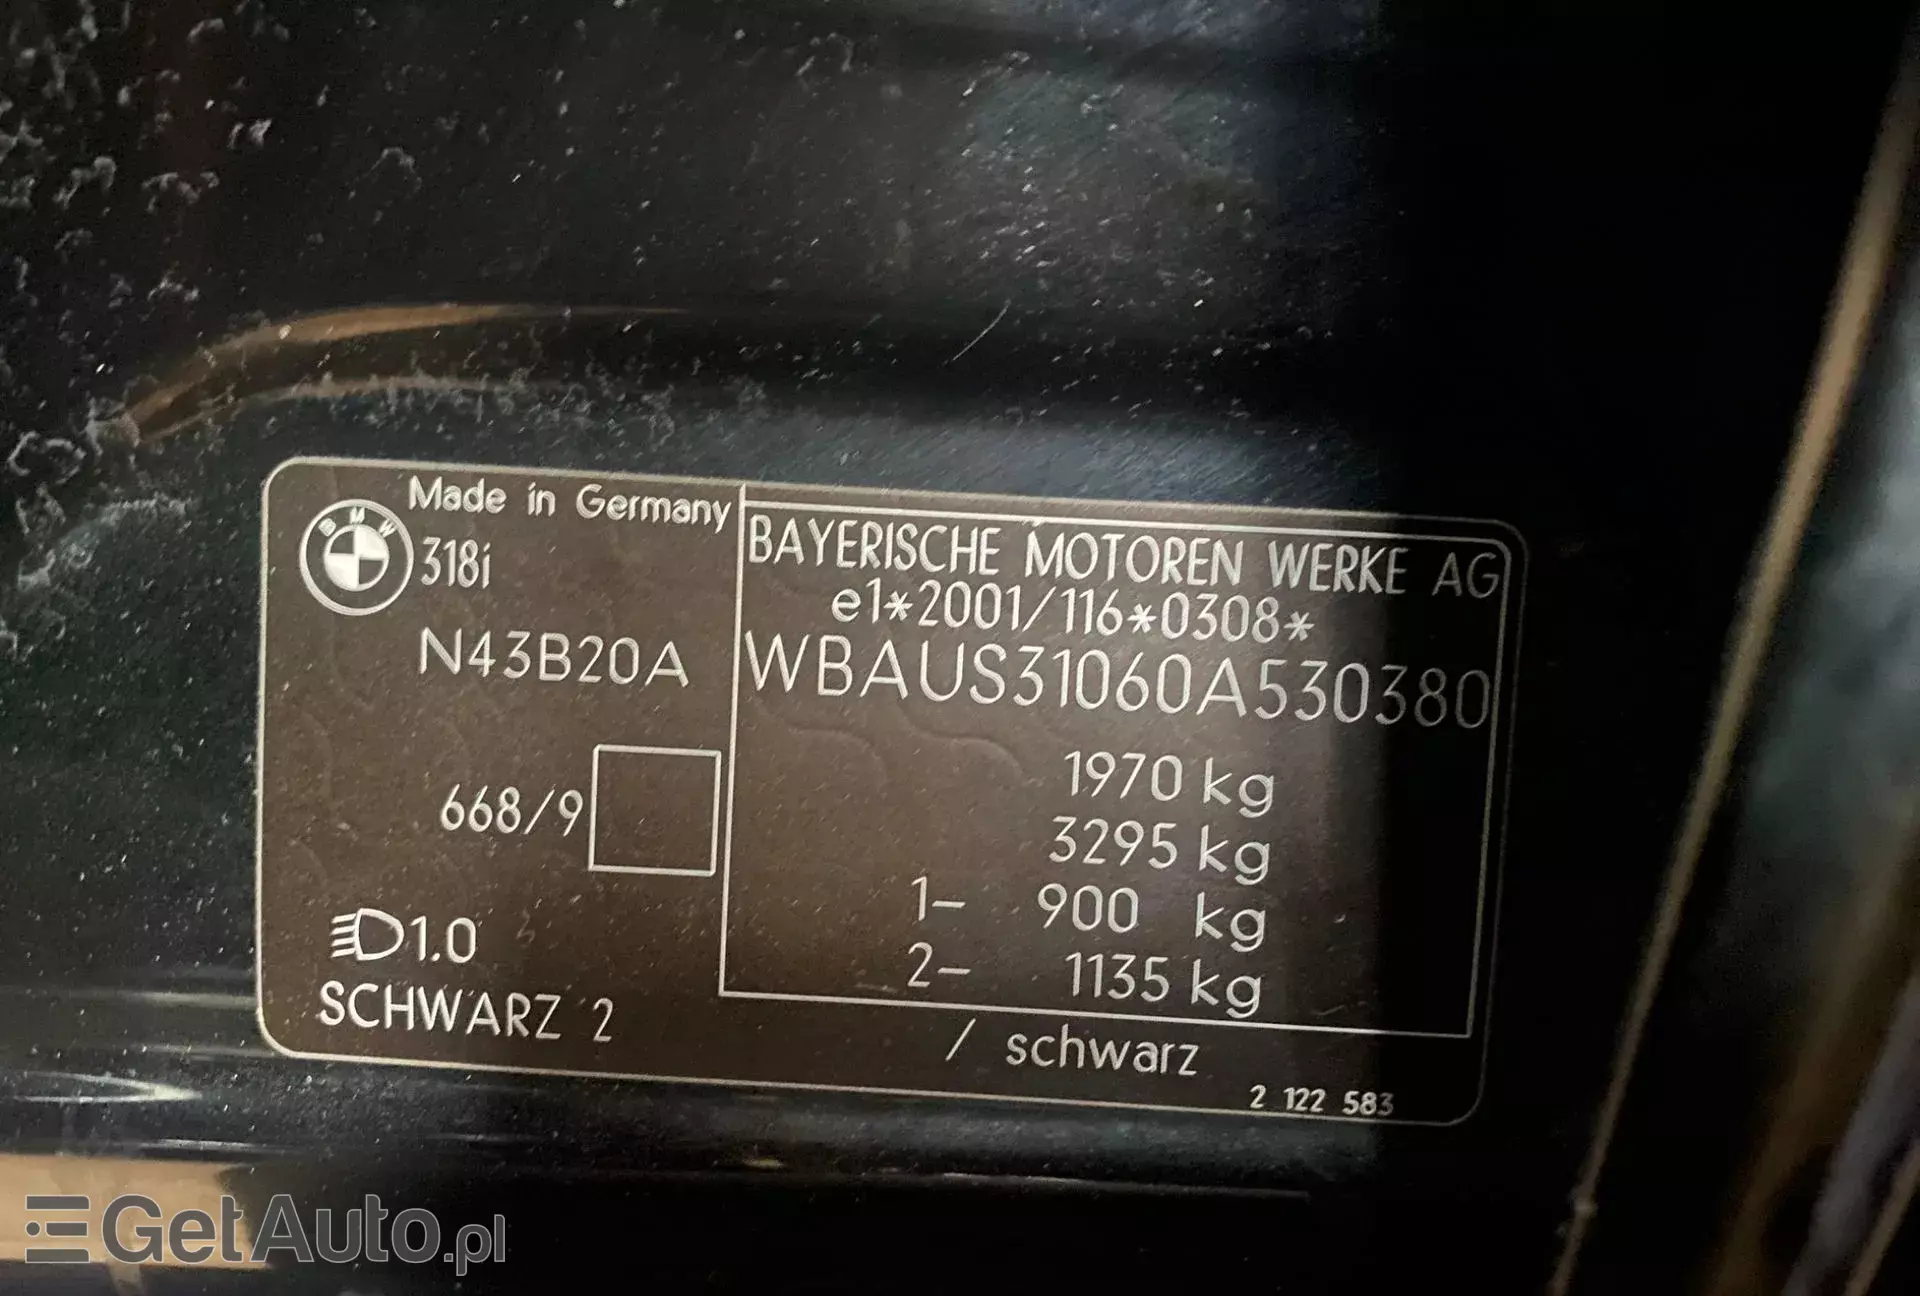 Made in Germany
BMW
318i
N43B20A
668/9
1.0
SCHWARZ 2
BAYERISCHE MOTOREN WERKE AG
e1*2001/116*0308*
WBAUS31060A530380
1970 kg
3295 kg
1- 900 kg
2- 1135 kg
/ schwarz
2 122 583
GetAuto.pl